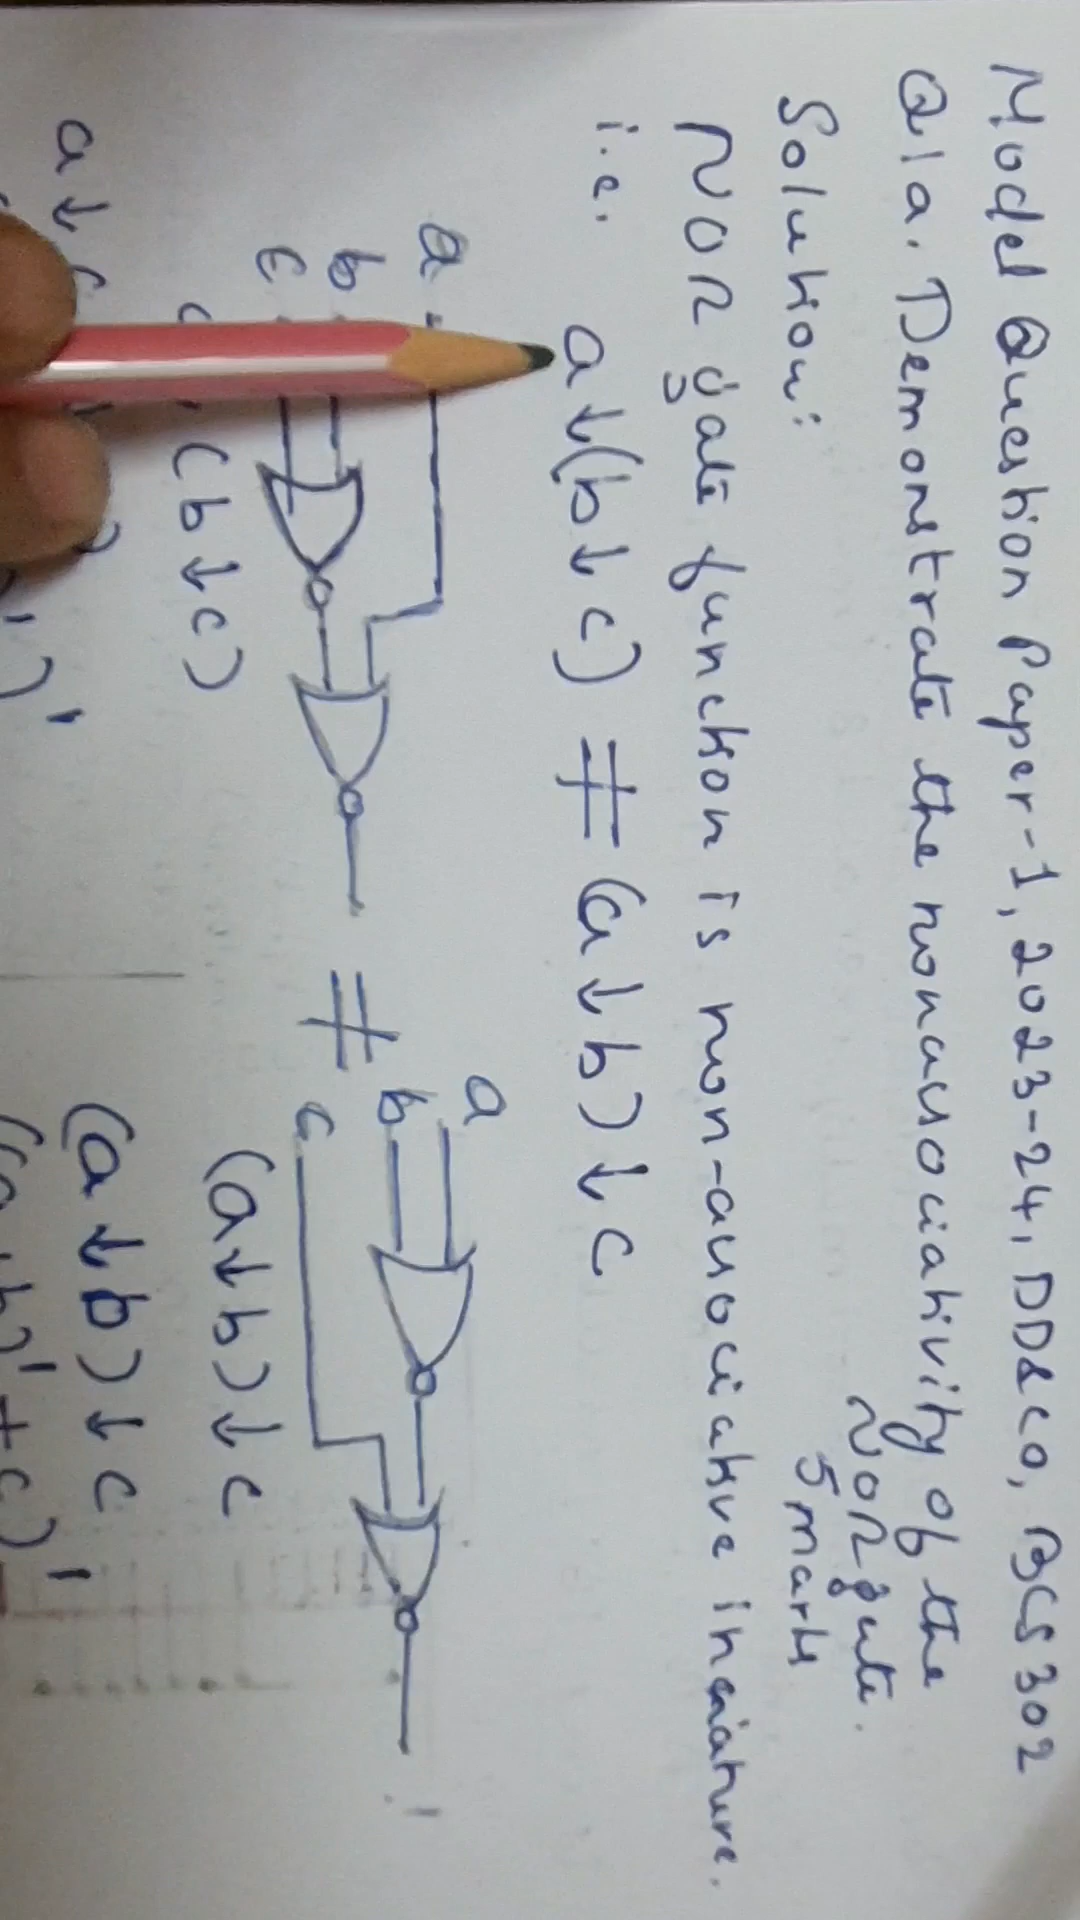 Model Question Paper-1, 2023-24, DD&CO, BCS302
Q1a. Demonstrate the nonassociativity of the
NOR gate.
5 marks
Solution:
NOR gate function is non-associative in nature.
i.e. a↓(b↓c) ≠ (a↓b)↓c
a
b
c
≠
a
b
c
(b↓c)
(a↓b)↓c
a↓
(a↓b)↓c
)'
+c)'